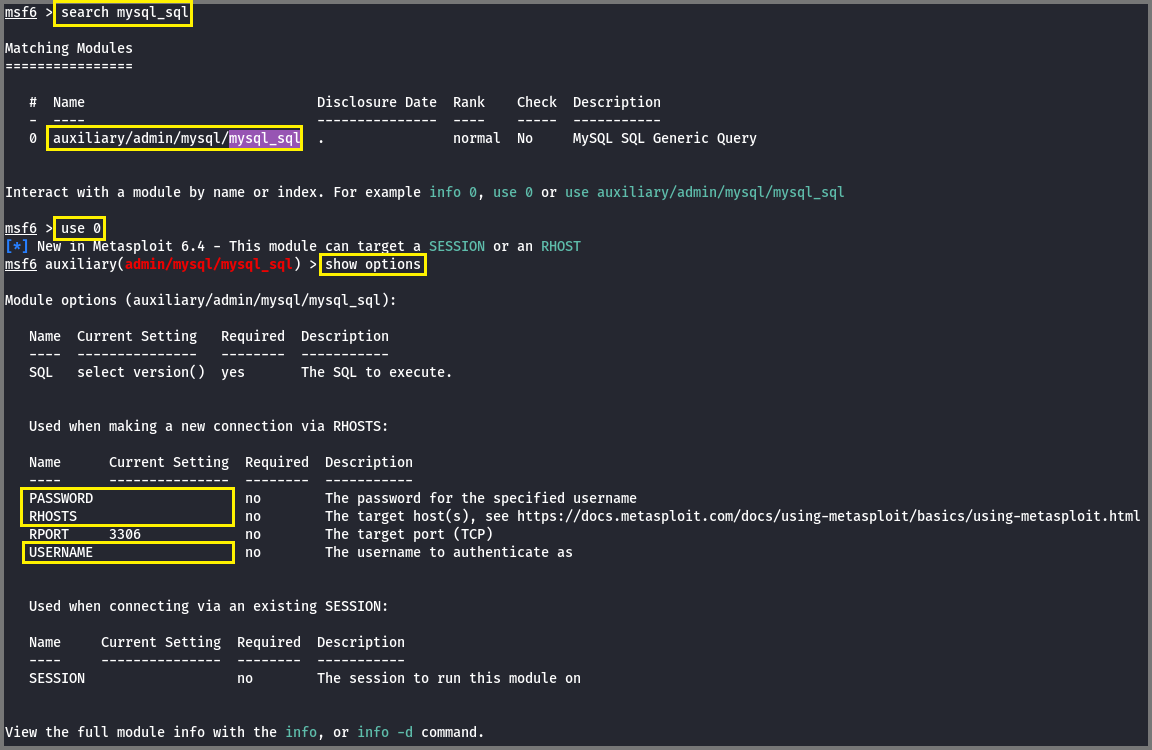 msf6 > search mysql_sql
Matching Modules
================
#  Name                                Disclosure Date  Rank    Check  Description
-  ----                                ---------------  ----    -----  -----------
0  auxiliary/admin/mysql/mysql_sql  .                normal  No     MySQL SQL Generic Query
Interact with a module by name or index. For example info 0, use 0 or use auxiliary/admin/mysql/mysql_sql
msf6 > use 0
[*] New in Metasploit 6.4 - This module can target a SESSION or an RHOST
msf6 auxiliary(admin/mysql/mysql_sql) > show options
Module options (auxiliary/admin/mysql/mysql_sql):
Name  Current Setting   Required  Description
----  ---------------   --------  -----------
SQL   select version()  yes       The SQL to execute.
Used when making a new connection via RHOSTS:
Name      Current Setting  Required  Description
----      ---------------  --------  -----------
PASSWORD                   no        The password for the specified username
RHOSTS                     no        The target host(s), see https://docs.metasploit.com/docs/using-metasploit/basics/using-metasploit.html
RPORT     3306             no        The target port (TCP)
USERNAME                   no        The username to authenticate as
Used when connecting via an existing SESSION:
Name     Current Setting  Required  Description
----     ---------------  --------  -----------
SESSION                   no        The session to run this module on
View the full module info with the info, or info -d command.